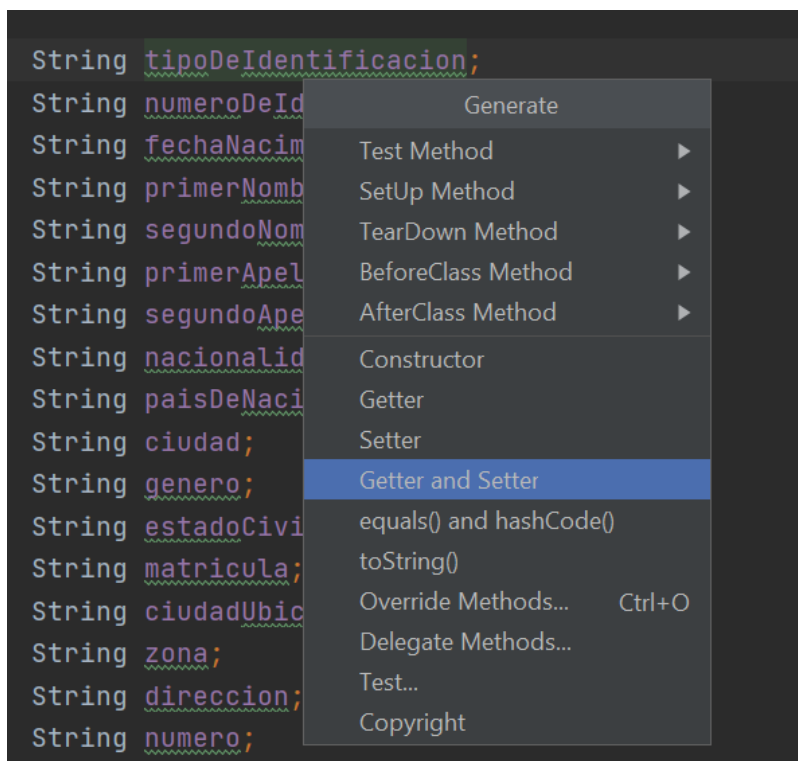 String tipoDeIdentificacion;
String numeroDeId
String fechaNacim
String primerNomb
String segundoNom
String primerApel
String segundoApe
String nacionalid
String paisDeNaci
String ciudad;
String genero;
String estadoCivi
String matricula;
String ciudadUbic
String zona;
String direccion;
String numero;
Generate
Test Method
SetUp Method
TearDown Method
BeforeClass Method
AfterClass Method
Constructor
Getter
Setter
Getter and Setter
equals() and hashCode()
toString()
Override Methods... Ctrl+O
Delegate Methods...
Test...
Copyright